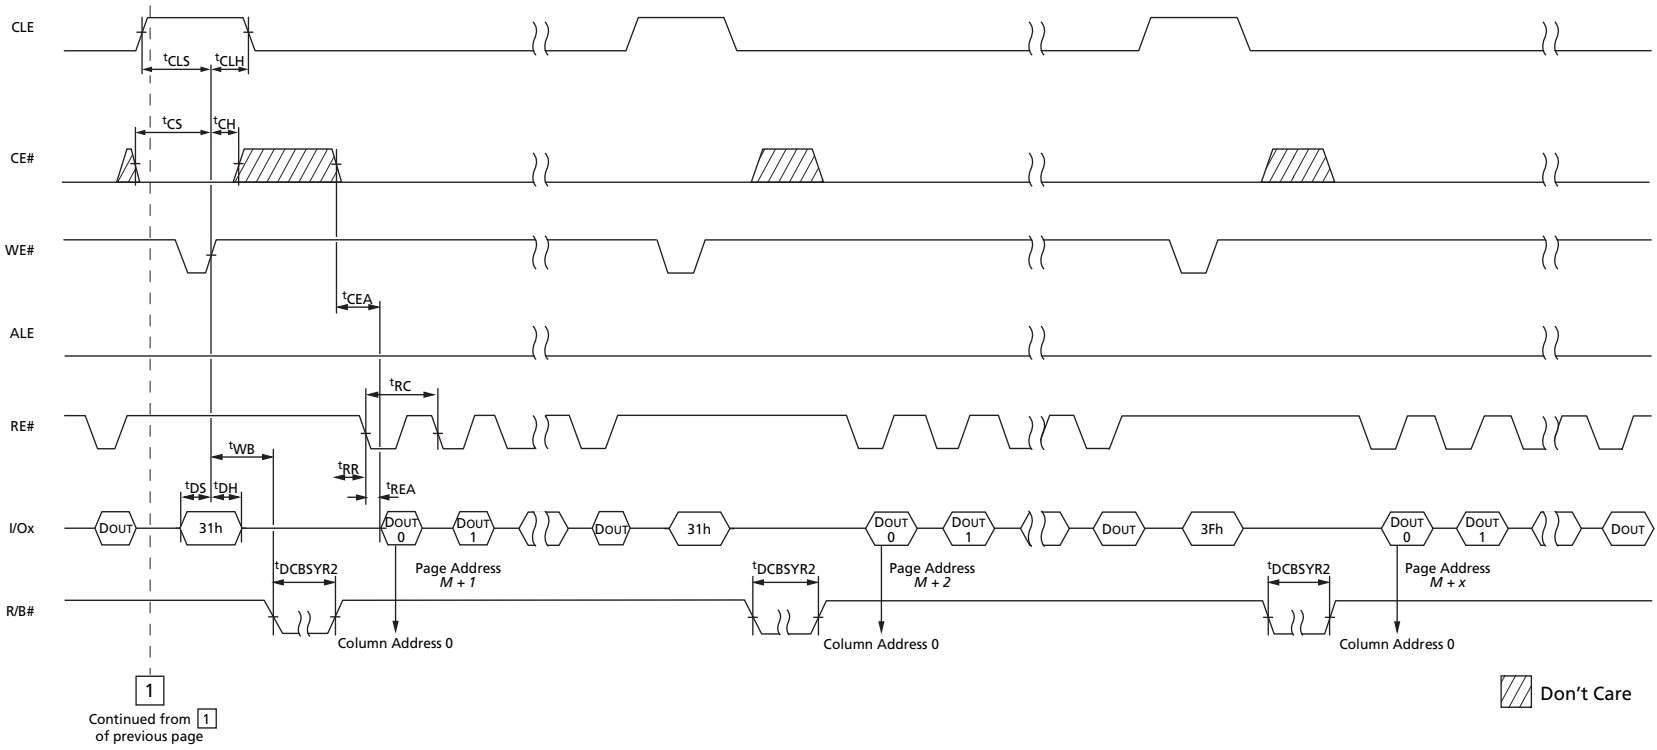 CLE
tCLS tCLH
tCS tCH
CE#
WE#
tCEA
ALE
tRC
RE#
tWB
tRR
tDS tDH tREA
I/Ox DOUT 31h DOUT 0 DOUT 1 DOUT 31h DOUT 0 DOUT 1 DOUT 3Fh DOUT 0 DOUT 1 DOUT
tDCBSYR2 Page Address M + 1 tDCBSYR2 Page Address M + 2 tDCBSYR2 Page Address M + x
R/B#
Column Address 0 Column Address 0 Column Address 0
1
Don't Care
Continued from 1
of previous page